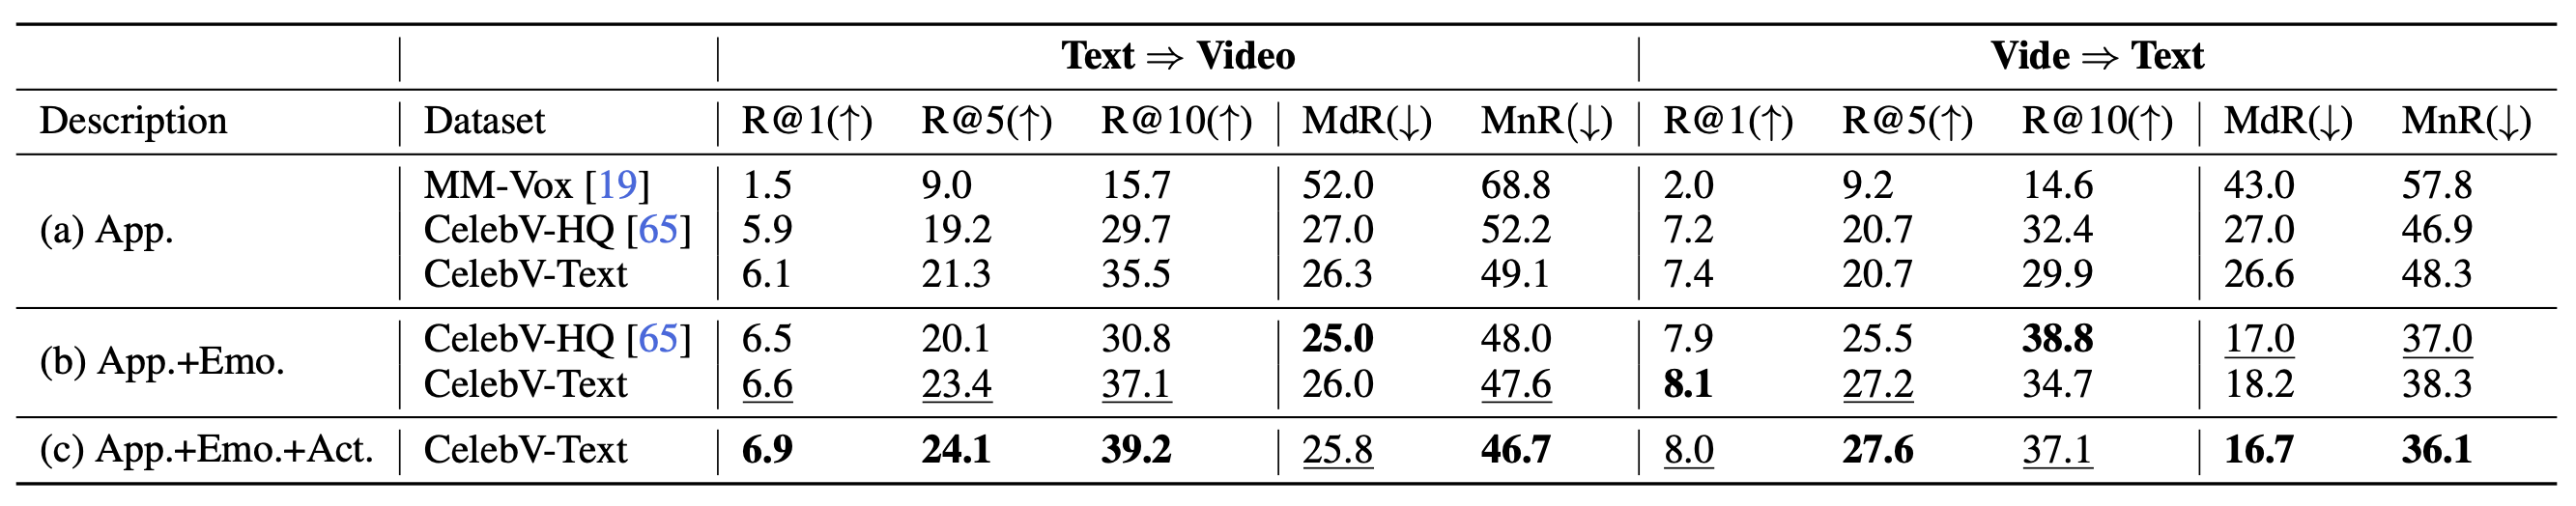 Text ⇒ Video Vide ⇒ Text
Description Dataset R@1(↑) R@5(↑) R@10(↑) MdR(↓) MnR(↓) R@1(↑) R@5(↑) R@10(↑) MdR(↓) MnR(↓)
MM-Vox [19] 1.5 9.0 15.7 52.0 68.8 2.0 9.2 14.6 43.0 57.8
(a) App. CelebV-HQ [65] 5.9 19.2 29.7 27.0 52.2 7.2 20.7 32.4 27.0 46.9
CelebV-Text 6.1 21.3 35.5 26.3 49.1 7.4 20.7 29.9 26.6 48.3
(b) App.+Emo. CelebV-HQ [65] 6.5 20.1 30.8 25.0 48.0 7.9 25.5 38.8 17.0 37.0
CelebV-Text 6.6 23.4 37.1 26.0 47.6 8.1 27.2 34.7 18.2 38.3
(c) App.+Emo.+Act. CelebV-Text 6.9 24.1 39.2 25.8 46.7 8.0 27.6 37.1 16.7 36.1